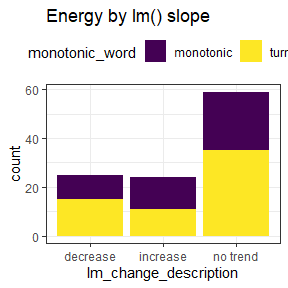 Energy by lm() slope
monotonic_word monotonic
60
40
20
0
count
decrease increase no trend
lm_change_description